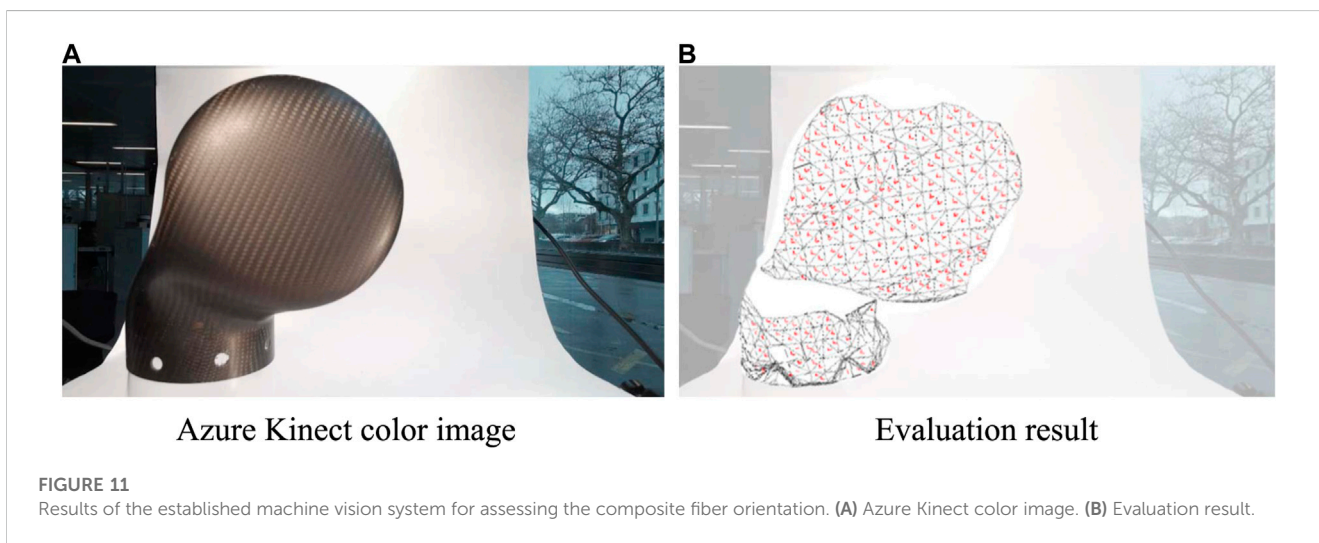 A
B
Azure Kinect color image
Evaluation result
FIGURE 11
Results of the established machine vision system for assessing the composite fiber orientation. (A) Azure Kinect color image. (B) Evaluation result.